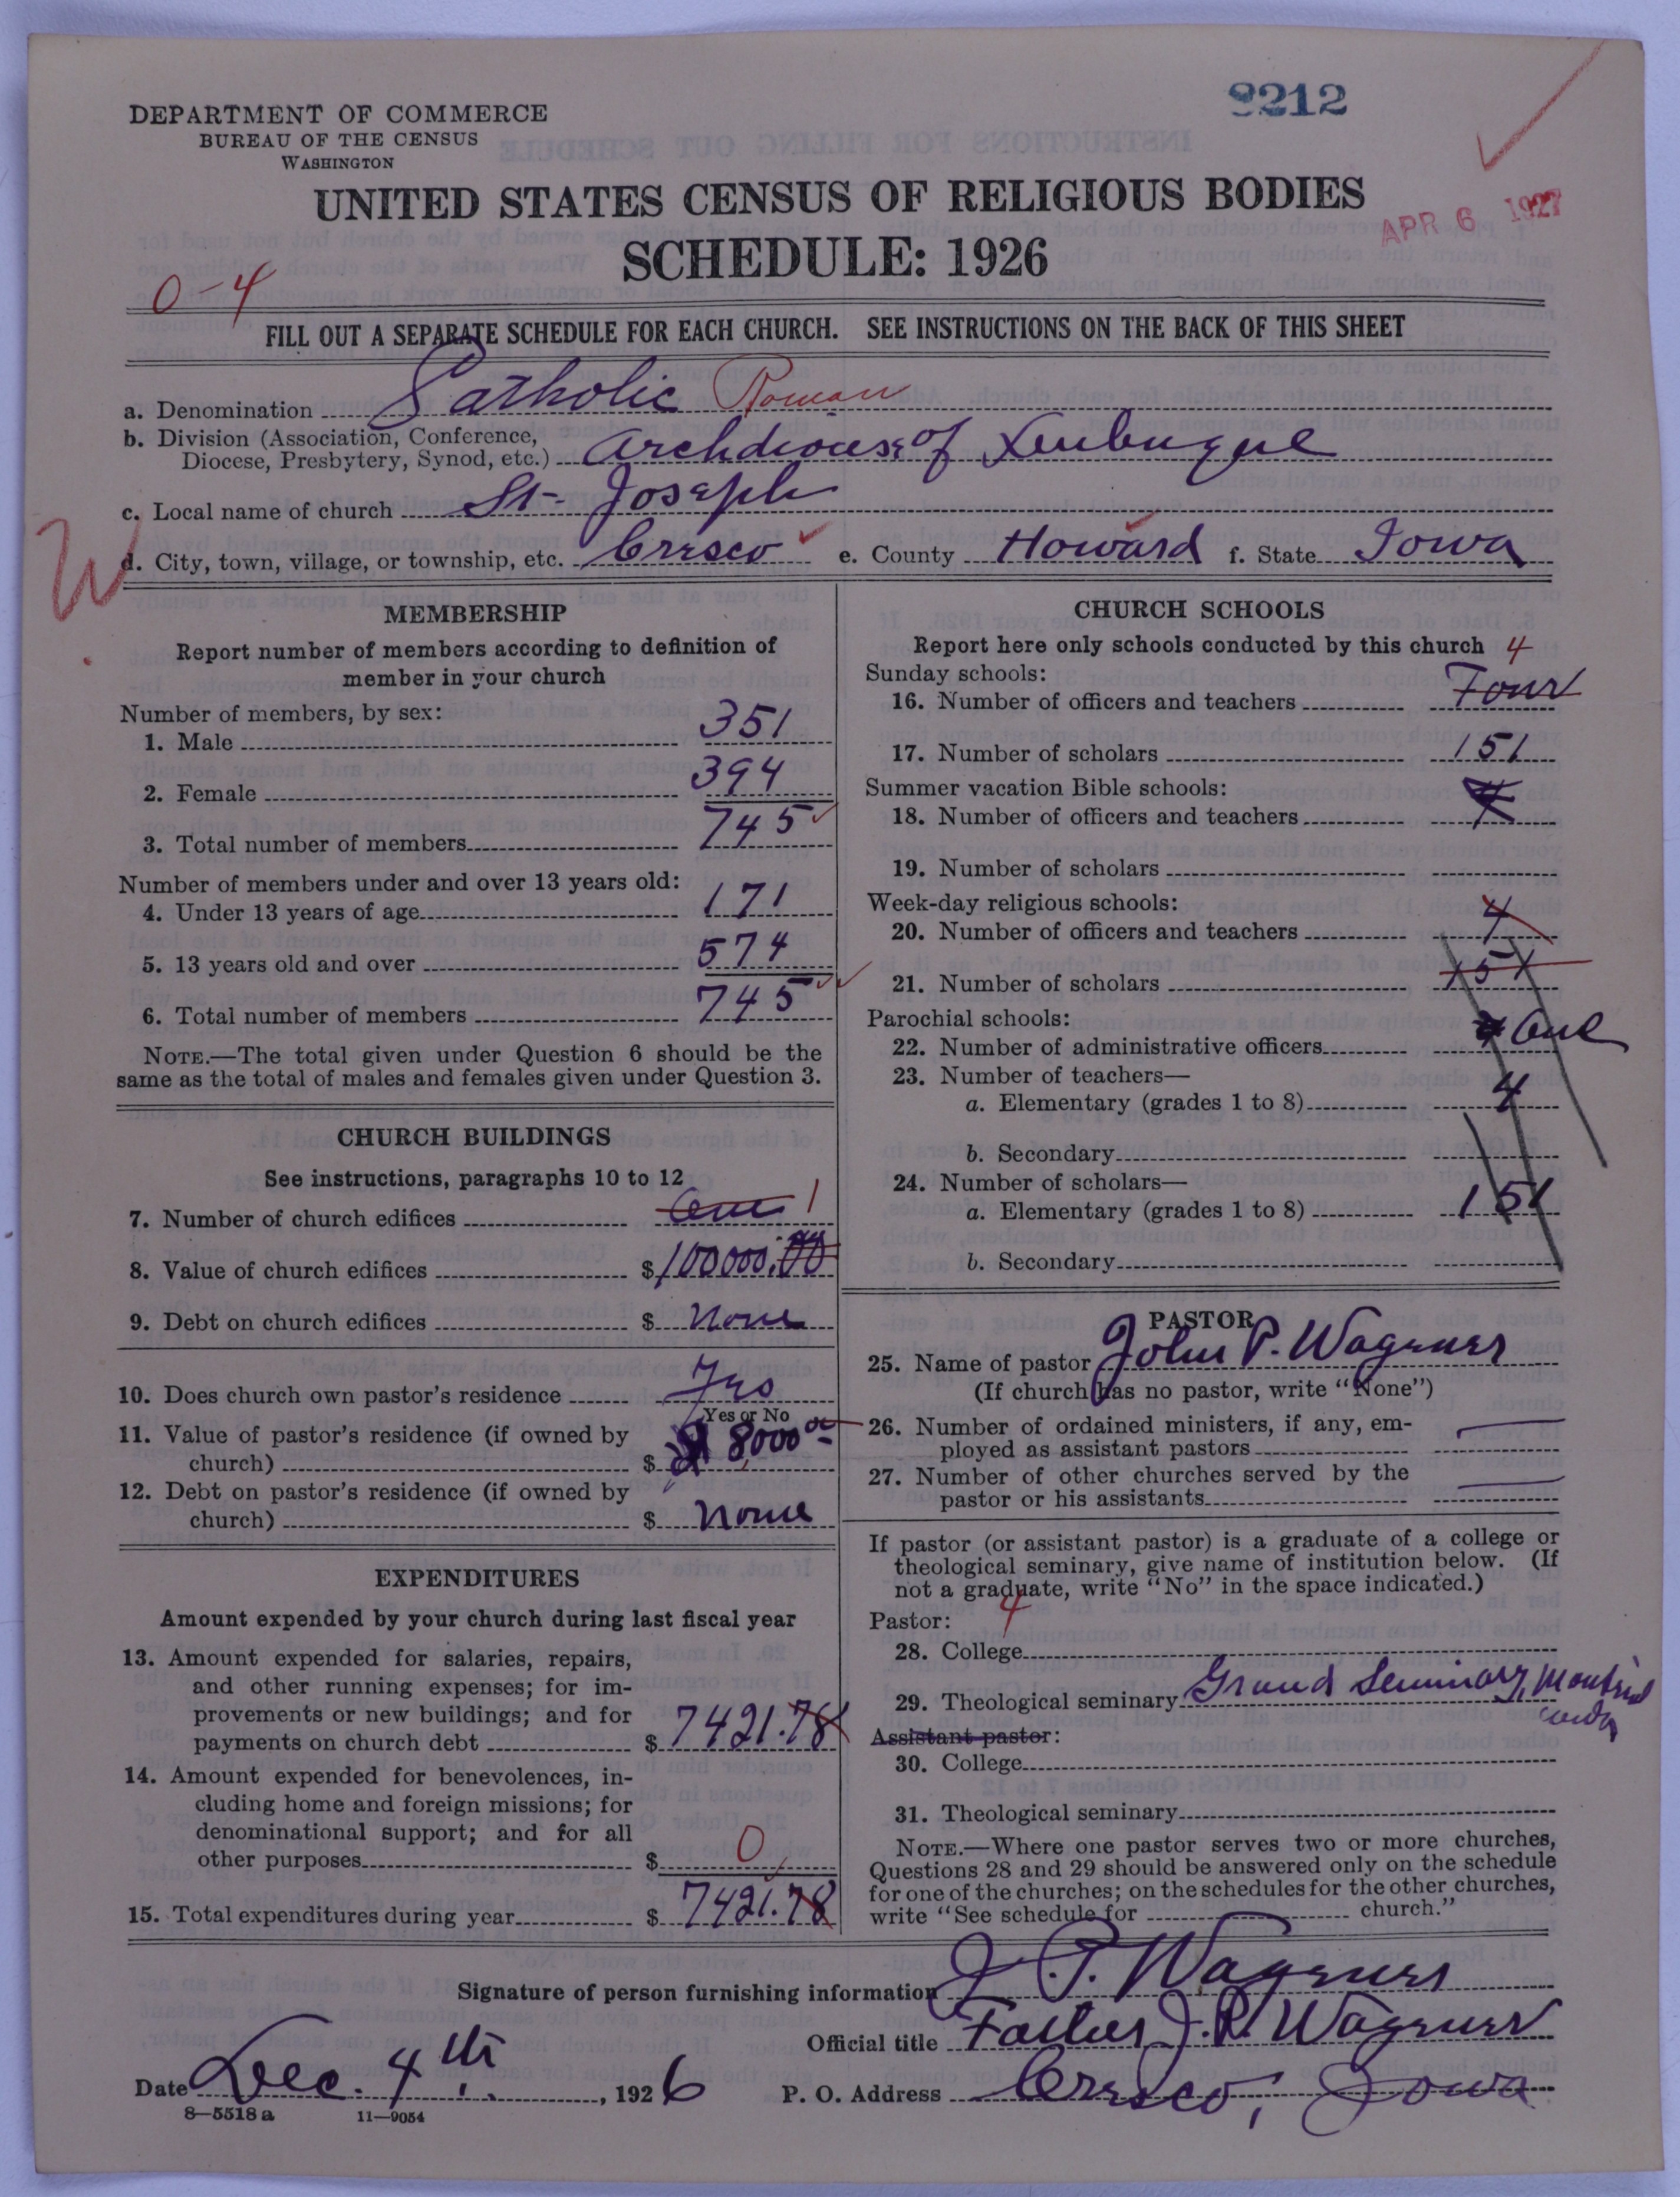 9212
DEPARTMENT OF COMMERCE
BUREAU OF THE CENSUS
WASHINGTON
UNITED STATES CENSUS OF RELIGIOUS BODIES
APR 6 1927
SCHEDULE: 1926
0-4
FILL OUT A SEPARATE SCHEDULE FOR EACH CHURCH. SEE INSTRUCTIONS ON THE BACK OF THIS SHEET
a. Denomination Catholic Roman
b. Division (Association, Conference,
Diocese, Presbytery, Synod, etc.) Archdiocese of Dubuque
c. Local name of church St- Joseph
W
d. City, town, village, or township, etc. Cresco e. County Howard f. State Iowa
MEMBERSHIP
Report number of members according to definition of
member in your church
Number of members, by sex:
1. Male 351
2. Female 394
3. Total number of members 745
Number of members under and over 13 years old:
4. Under 13 years of age 171
5. 13 years old and over 574
6. Total number of members 745
NOTE.—The total given under Question 6 should be the
same as the total of males and females given under Question 3.
CHURCH BUILDINGS
See instructions, paragraphs 10 to 12
7. Number of church edifices One 1
8. Value of church edifices $ 100000.00
9. Debt on church edifices $ None
10. Does church own pastor's residence Yes
Yes or No
11. Value of pastor's residence (if owned by
church) $ 8000 00
12. Debt on pastor's residence (if owned by
church) $ None
EXPENDITURES
Amount expended by your church during last fiscal year
13. Amount expended for salaries, repairs,
and other running expenses; for im-
provements or new buildings; and for
payments on church debt $ 7421.78
14. Amount expended for benevolences, in-
cluding home and foreign missions; for
denominational support; and for all
other purposes $ 0
15. Total expenditures during year $ 7421.78
CHURCH SCHOOLS
Report here only schools conducted by this church 4
Sunday schools:
16. Number of officers and teachers Four
17. Number of scholars 151
Summer vacation Bible schools:
18. Number of officers and teachers
19. Number of scholars
Week-day religious schools:
20. Number of officers and teachers 4
21. Number of scholars 151
Parochial schools:
22. Number of administrative officers One
23. Number of teachers—
a. Elementary (grades 1 to 8) 4
b. Secondary
24. Number of scholars—
a. Elementary (grades 1 to 8) 151
b. Secondary
PASTOR
25. Name of pastor John P. Wagener
(If church has no pastor, write "None")
26. Number of ordained ministers, if any, em-
ployed as assistant pastors —
27. Number of other churches served by the
pastor or his assistants —
If pastor (or assistant pastor) is a graduate of a college or
theological seminary, give name of institution below. (If
not a graduate, write "No" in the space indicated.)
Pastor: 4
28. College
29. Theological seminary Grand Seminary, Montreal
Assistant pastor:
30. College
31. Theological seminary
NOTE.—Where one pastor serves two or more churches,
Questions 28 and 29 should be answered only on the schedule
for one of the churches; on the schedules for the other churches,
write "See schedule for church."
Signature of person furnishing information J. P. Wagener
Official title Father J. P. Wagener
Date Dec. 4th, 1926 P. O. Address Cresco, Iowa
8—5518 a 11—9054